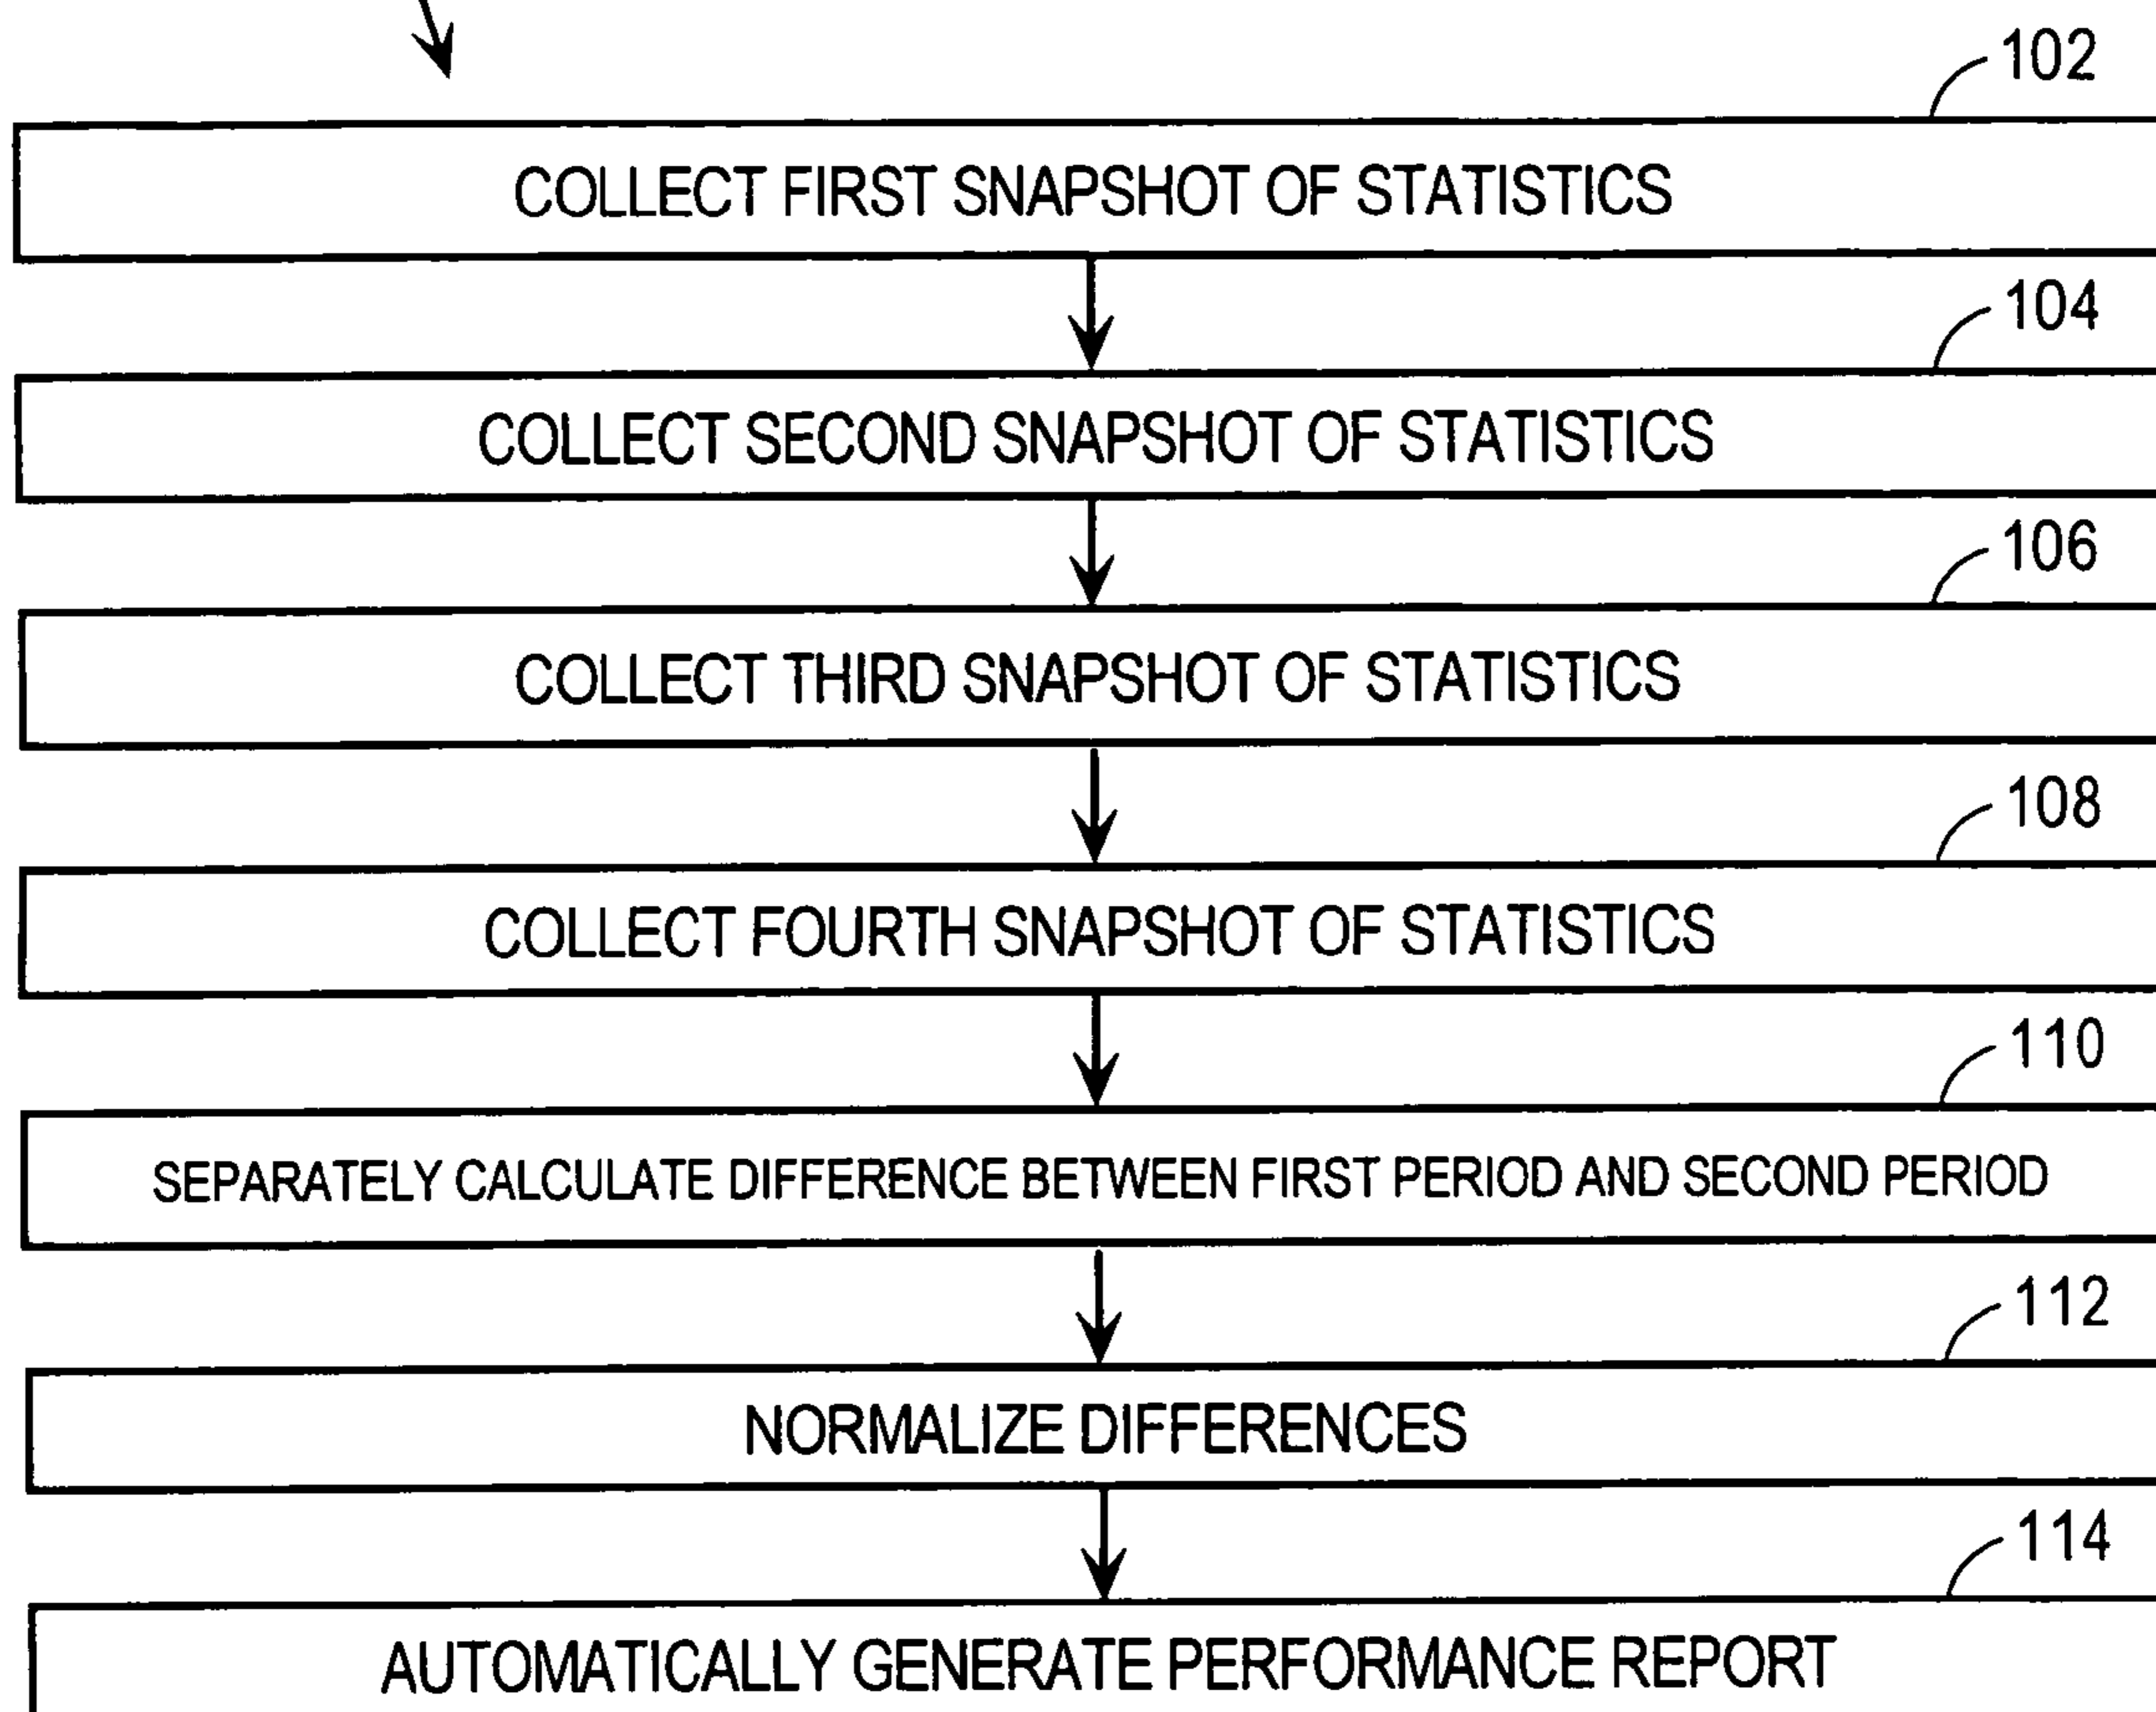 102
COLLECT FIRST SNAPSHOT OF STATISTICS
104
COLLECT SECOND SNAPSHOT OF STATISTICS
106
COLLECT THIRD SNAPSHOT OF STATISTICS
108
COLLECT FOURTH SNAPSHOT OF STATISTICS
110
SEPARATELY CALCULATE DIFFERENCE BETWEEN FIRST PERIOD AND SECOND PERIOD
112
NORMALIZE DIFFERENCES
114
AUTOMATICALLY GENERATE PERFORMANCE REPORT